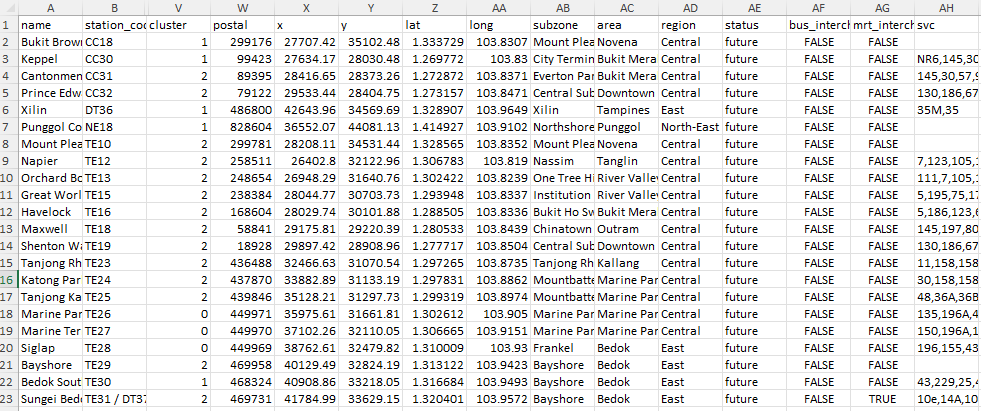 A B V W X Y Z AA AB AC AD AE AF AG AH
1 name station_cod cluster postal x y lat long subzone area region status bus_interch mrt_interch svc
2 Bukit Brown CC18 1 299176 27707.42 35102.48 1.333729 103.8307 Mount Plea Novena Central future FALSE FALSE
3 Keppel CC30 1 99423 27634.17 28030.48 1.269772 103.83 City Termin Bukit Mera Central future FALSE FALSE NR6,145,30
4 Cantonmen CC31 2 89395 28416.65 28373.26 1.272872 103.8371 Everton Par Bukit Mera Central future FALSE FALSE 145,30,57,9
5 Prince Edw CC32 2 79122 29533.44 28404.75 1.273157 103.8471 Central Sub Downtown Central future FALSE FALSE 130,186,67
6 Xilin DT36 1 486800 42643.96 34569.69 1.328907 103.9649 Xilin Tampines East future FALSE FALSE 35M,35
7 Punggol Co NE18 1 828604 36552.07 44081.13 1.414927 103.9102 Northshore Punggol North-East future FALSE FALSE
8 Mount Plea TE10 2 299781 28208.11 34531.44 1.328565 103.8352 Mount Plea Novena Central future FALSE FALSE
9 Napier TE12 2 258511 26402.8 32122.96 1.306783 103.819 Nassim Tanglin Central future FALSE FALSE 7,123,105,1
10 Orchard Bo TE13 2 248654 26948.29 31640.76 1.302422 103.8239 One Tree Hi River Valle Central future FALSE FALSE 111,7,105,1
11 Great Worl TE15 2 238384 28044.77 30703.73 1.293948 103.8337 Institution River Valle Central future FALSE FALSE 5,195,75,17
12 Havelock TE16 2 168604 28029.74 30101.88 1.288505 103.8336 Bukit Ho Sw Bukit Mera Central future FALSE FALSE 5,186,123,6
13 Maxwell TE18 2 58841 29175.81 29220.39 1.280533 103.8439 Chinatown Outram Central future FALSE FALSE 145,197,80
14 Shenton Wa TE19 2 18928 29897.42 28908.96 1.277717 103.8504 Central Sub Downtown Central future FALSE FALSE 130,186,67
15 Tanjong Rh TE23 2 436488 32466.63 31070.54 1.297265 103.8735 Tanjong Rh Kallang Central future FALSE FALSE 11,158,158
16 Katong Par TE24 2 437870 33882.89 31133.19 1.297831 103.8862 Mountbatte Marine Par Central future FALSE FALSE 30,158,158
17 Tanjong Ka TE25 2 439846 35128.21 31297.73 1.299319 103.8974 Mountbatte Marine Par Central future FALSE FALSE 48,36A,36B
18 Marine Par TE26 0 449971 35975.61 31661.81 1.302612 103.905 Marine Par Marine Par Central future FALSE FALSE 135,196A,4
19 Marine Ter TE27 0 449970 37102.26 32110.05 1.306665 103.9151 Marine Par Marine Par Central future FALSE FALSE 150,196A,1
20 Siglap TE28 0 449969 38762.61 32479.82 1.310009 103.93 Frankel Bedok East future FALSE FALSE 196,155,43
21 Bayshore TE29 2 469958 40129.49 32824.19 1.313122 103.9423 Bayshore Bedok East future FALSE FALSE
22 Bedok Sout TE30 1 468324 40908.86 33218.05 1.316684 103.9493 Bayshore Bedok East future FALSE FALSE 43,229,25,4
23 Sungei Bed TE31 / DT37 2 469731 41784.99 33629.15 1.320401 103.9572 Bayshore Bedok East future FALSE TRUE 10e,14A,10